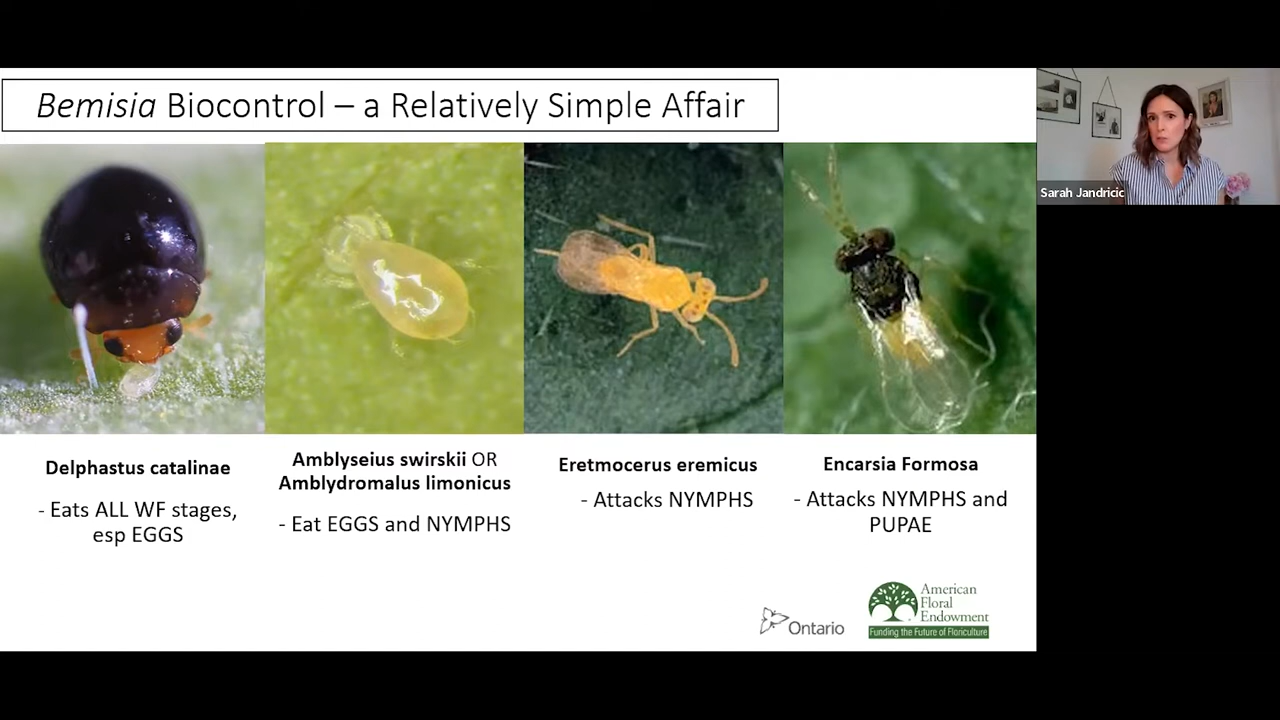 Bemisia Biocontrol – a Relatively Simple Affair
Sarah Jandricic
Delphastus catalinae
- Eats ALL WF stages,
esp EGGS
Amblyseius swirskii OR
Amblydromalus limonicus
- Eat EGGS and NYMPHS
Eretmocerus eremicus
- Attacks NYMPHS
Encarsia Formosa
- Attacks NYMPHS and
PUPAE
Ontario
American
Floral
Endowment
Funding the Future of Floriculture